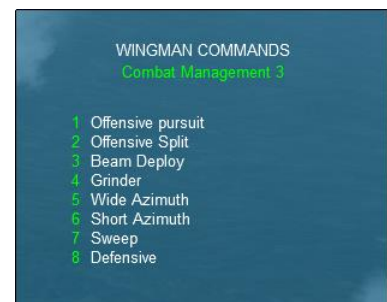 WINGMAN COMMANDS
Combat Management 3
1 Offensive pursuit
2 Offensive Split
3 Beam Deploy
4 Grinder
5 Wide Azimuth
6 Short Azimuth
7 Sweep
8 Defensive